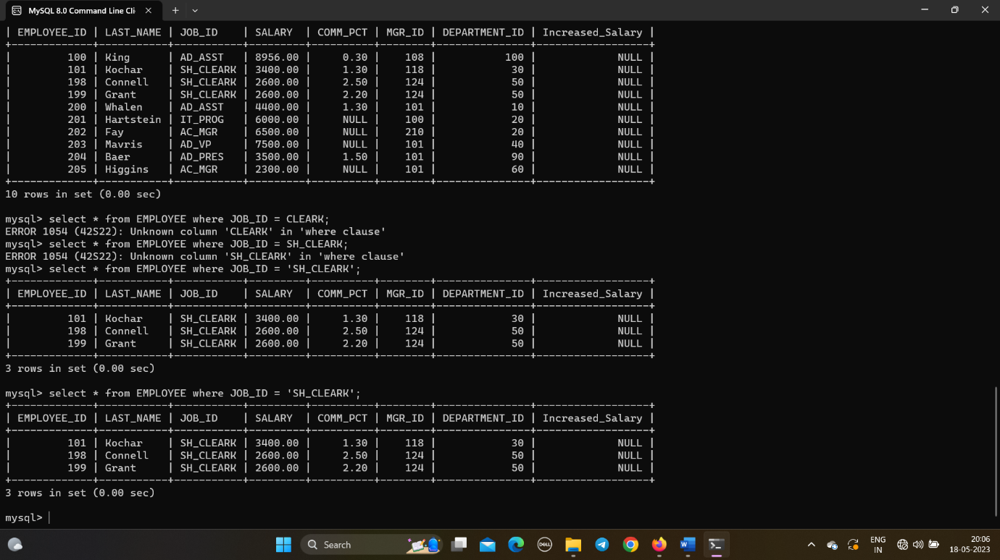 MySQL 8.0 Command Line Cli
| EMPLOYEE_ID | LAST_NAME | JOB_ID    | SALARY  | COMM_PCT | MGR_ID | DEPARTMENT_ID | Increased_Salary |
+-------------+-----------+-----------+---------+----------+--------+---------------+------------------+
|         100 | King      | AD_ASST   | 8956.00 |     0.30 |    108 |           100 |             NULL |
|         101 | Kochar    | SH_CLEARK | 3400.00 |     1.30 |    118 |            30 |             NULL |
|         198 | Connell   | SH_CLEARK | 2600.00 |     2.50 |    124 |            50 |             NULL |
|         199 | Grant     | SH_CLEARK | 2600.00 |     2.20 |    124 |            50 |             NULL |
|         200 | Whalen    | AD_ASST   | 4400.00 |     1.30 |    101 |            10 |             NULL |
|         201 | Hartstein | IT_PROG   | 6000.00 |     NULL |    100 |            20 |             NULL |
|         202 | Fay       | AC_MGR    | 6500.00 |     NULL |    210 |            20 |             NULL |
|         203 | Mavris    | AD_VP     | 7500.00 |     NULL |    101 |            40 |             NULL |
|         204 | Baer      | AD_PRES   | 3500.00 |     1.50 |    101 |            90 |             NULL |
|         205 | Higgins   | AC_MGR    | 2300.00 |     NULL |    101 |            60 |             NULL |
+-------------+-----------+-----------+---------+----------+--------+---------------+------------------+
10 rows in set (0.00 sec)
mysql> select * from EMPLOYEE where JOB_ID = CLEARK;
ERROR 1054 (42S22): Unknown column 'CLEARK' in 'where clause'
mysql> select * from EMPLOYEE where JOB_ID = SH_CLEARK;
ERROR 1054 (42S22): Unknown column 'SH_CLEARK' in 'where clause'
mysql> select * from EMPLOYEE where JOB_ID = 'SH_CLEARK';
+-------------+-----------+-----------+---------+----------+--------+---------------+------------------+
| EMPLOYEE_ID | LAST_NAME | JOB_ID    | SALARY  | COMM_PCT | MGR_ID | DEPARTMENT_ID | Increased_Salary |
+-------------+-----------+-----------+---------+----------+--------+---------------+------------------+
|         101 | Kochar    | SH_CLEARK | 3400.00 |     1.30 |    118 |            30 |             NULL |
|         198 | Connell   | SH_CLEARK | 2600.00 |     2.50 |    124 |            50 |             NULL |
|         199 | Grant     | SH_CLEARK | 2600.00 |     2.20 |    124 |            50 |             NULL |
+-------------+-----------+-----------+---------+----------+--------+---------------+------------------+
3 rows in set (0.00 sec)
mysql> select * from EMPLOYEE where JOB_ID = 'SH_CLEARK';
+-------------+-----------+-----------+---------+----------+--------+---------------+------------------+
| EMPLOYEE_ID | LAST_NAME | JOB_ID    | SALARY  | COMM_PCT | MGR_ID | DEPARTMENT_ID | Increased_Salary |
+-------------+-----------+-----------+---------+----------+--------+---------------+------------------+
|         101 | Kochar    | SH_CLEARK | 3400.00 |     1.30 |    118 |            30 |             NULL |
|         198 | Connell   | SH_CLEARK | 2600.00 |     2.50 |    124 |            50 |             NULL |
|         199 | Grant     | SH_CLEARK | 2600.00 |     2.20 |    124 |            50 |             NULL |
+-------------+-----------+-----------+---------+----------+--------+---------------+------------------+
3 rows in set (0.00 sec)
mysql>
Search
DELL
ENG
IN
20:06
18-05-2023